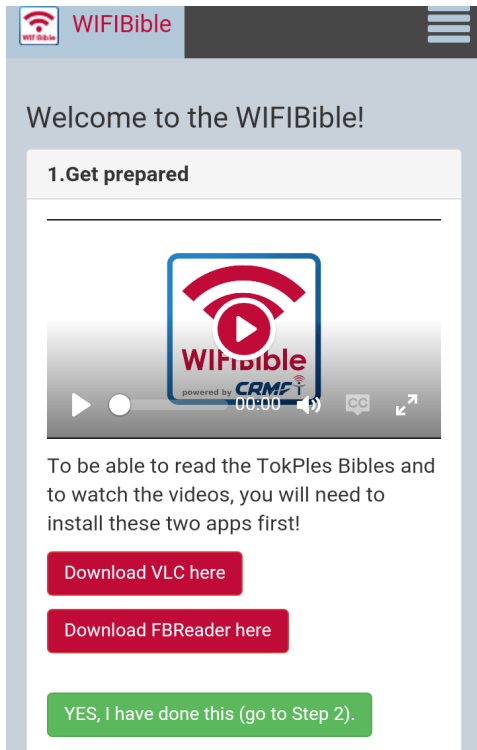 WIFI Bible
WIFIBible
Welcome to the WIFIBible!
1.Get prepared
WIFIBible
powered by CRMF
00:00
CC
To be able to read the TokPles Bibles and
to watch the videos, you will need to
install these two apps first!
Download VLC here
Download FBReader here
YES, I have done this (go to Step 2).